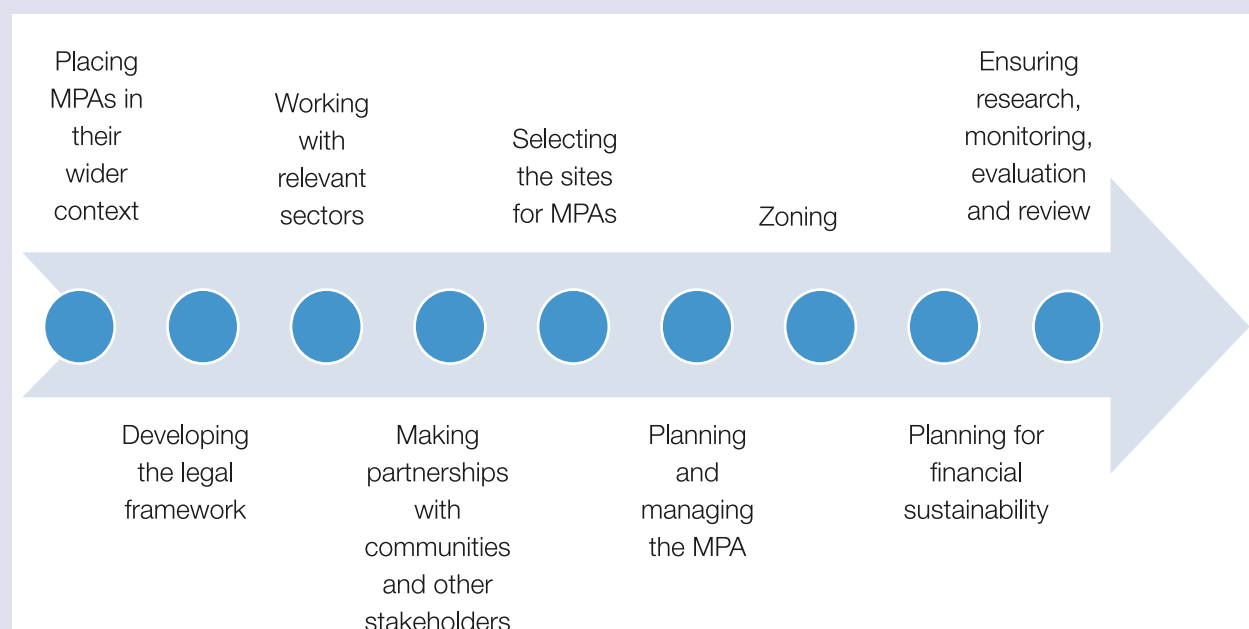 Placing
MPAs in
their
wider
context
Developing
the legal
framework
Working
with
relevant
sectors
Making
partnerships
with
communities
and other
stakeholders
Selecting
the sites
for MPAs
Planning
and
managing
the MPA
Zoning
Planning for
financial
sustainability
Ensuring
research,
monitoring,
evaluation
and review